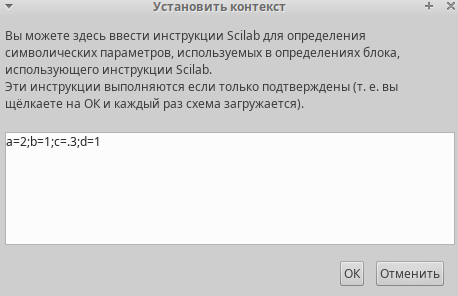 Установить контекст
Вы можете здесь ввести инструкции Scilab для определения
символических параметров, используемых в определениях блока,
использующего инструкции Scilab.
Эти инструкции выполняются если только подтверждены (т. е. вы
щёлкаете на ОК и каждый раз схема загружается).
a=2;b=1;c=.3;d=1
ОК Отменить